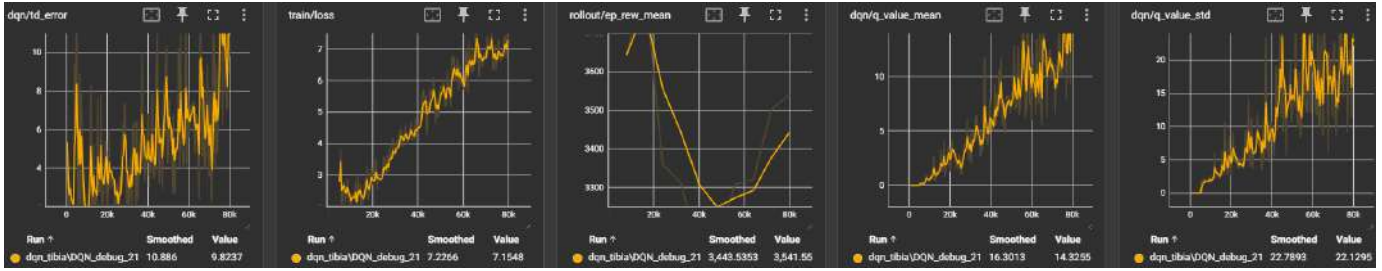 dqn/td_error
10
8
6
4
0 20k 40k 60k 80k
Run ↑ Smoothed Value
dqn_tibia\DQN_debug_21 10.886 9.8237
train/loss
7
6
5
4
3
0 20k 40k 60k 80k
Run ↑ Smoothed Value
dqn_tibia\DQN_debug_21 7.2266 7.1548
rollout/ep_rew_mean
3600
3500
3400
3300
20k 40k 60k 80k
Run ↑ Smoothed Value
dqn_tibia\DQN_debug_21 3,443.5353 3,541.55
dqn/q_value_mean
10
5
0
0 20k 40k 60k 80k
Run ↑ Smoothed Value
dqn_tibia\DQN_debug_21 16.3013 14.3255
dqn/q_value_std
20
15
10
5
0
0 20k 40k 60k 80k
Run ↑ Smoothed Value
dqn_tibia\DQN_debug_21 22.7893 22.1295